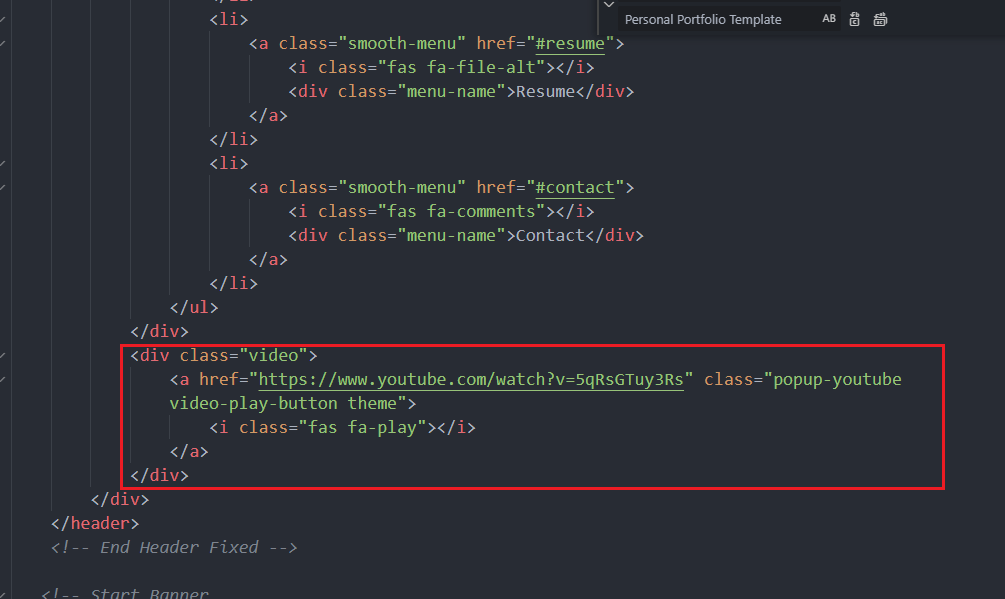 Personal Portfolio Template AB
<li>
<a class="smooth-menu" href="#resume">
<i class="fas fa-file-alt"></i>
<div class="menu-name">Resume</div>
</a>
</li>
<li>
<a class="smooth-menu" href="#contact">
<i class="fas fa-comments"></i>
<div class="menu-name">Contact</div>
</a>
</li>
</ul>
</div>
<div class="video">
<a href="https://www.youtube.com/watch?v=5qRsGTuy3Rs" class="popup-youtube
video-play-button theme">
<i class="fas fa-play"></i>
</a>
</div>
</div>
</header>
<!-- End Header Fixed -->
<!-- Start Banner